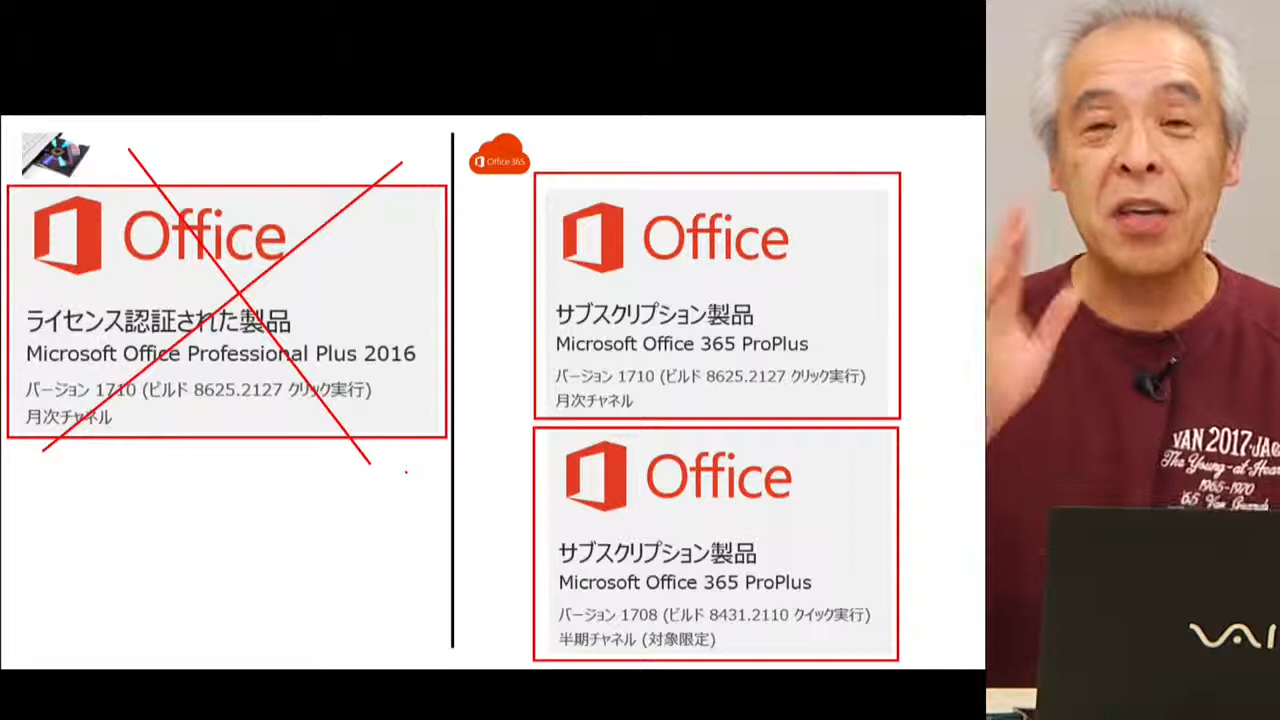 Office
ライセンス認証された製品
Microsoft Office Professional Plus 2016
バージョン 1710 (ビルド 8625.2127 クリック実行)
月次チャネル
Office 365
Office
サブスクリプション製品
Microsoft Office 365 ProPlus
バージョン 1710 (ビルド 8625.2127 クリック実行)
月次チャネル
Office
サブスクリプション製品
Microsoft Office 365 ProPlus
バージョン 1708 (ビルド 8431.2110 クイック実行)
半期チャネル (対象限定)
VAN 2017-JAC
The Young-at-Hear
1965-1970
'65 Van Guards
VAI